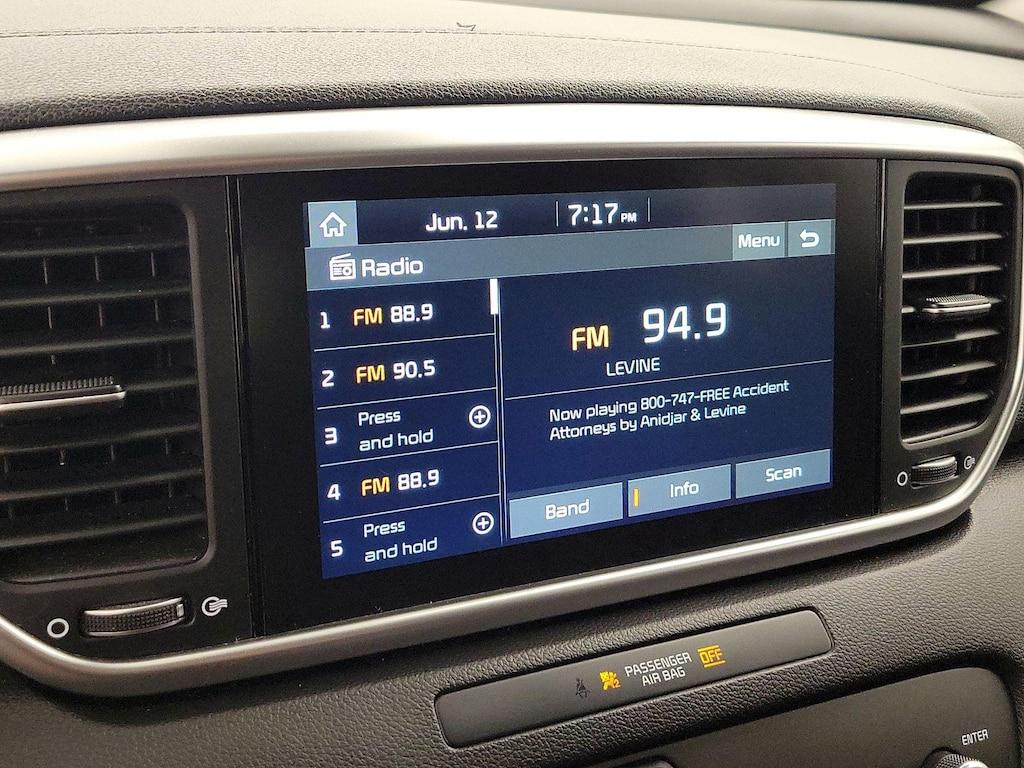 Jun. 12
7:17 PM
Radio
Menu
1 FM 88.9
2 FM 90.5
3 Press
and hold
4 FM 88.9
5 Press
and hold
FM 94.9
LEVINE
Now playing 800-747-FREE Accident
Attorneys by Anidjar & Levine
Band
Info
Scan
PASSENGER
AIR BAG
OFF
ENTER